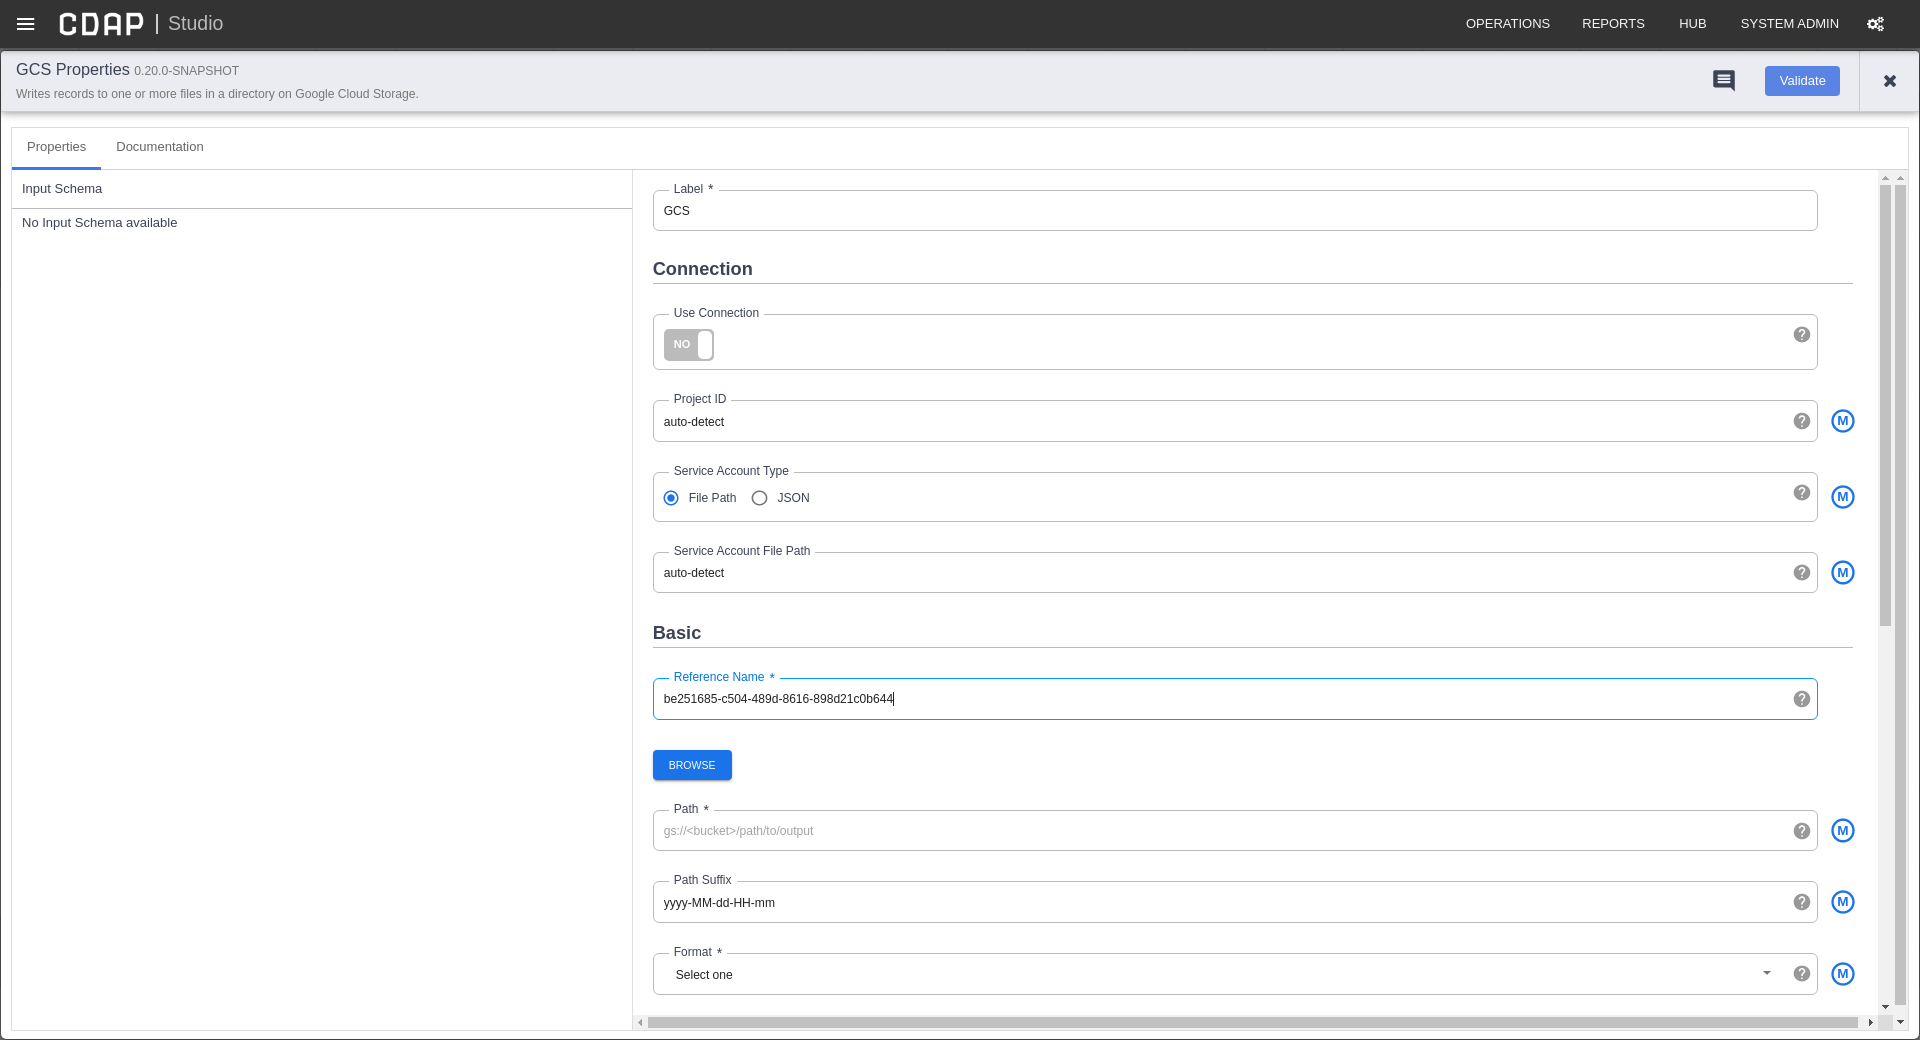 CDAP | Studio
OPERATIONS REPORTS HUB SYSTEM ADMIN
GCS Properties 0.20.0-SNAPSHOT
Writes records to one or more files in a directory on Google Cloud Storage.
Validate
Properties Documentation
Input Schema
No Input Schema available
Label *
GCS
Connection
Use Connection
NO
Project ID
auto-detect
M
Service Account Type
File Path JSON
M
Service Account File Path
auto-detect
M
Basic
Reference Name *
be251685-c504-489d-8616-898d21c0b644
BROWSE
Path *
gs://<bucket>/path/to/output
M
Path Suffix
yyyy-MM-dd-HH-mm
M
Format *
Select one
M